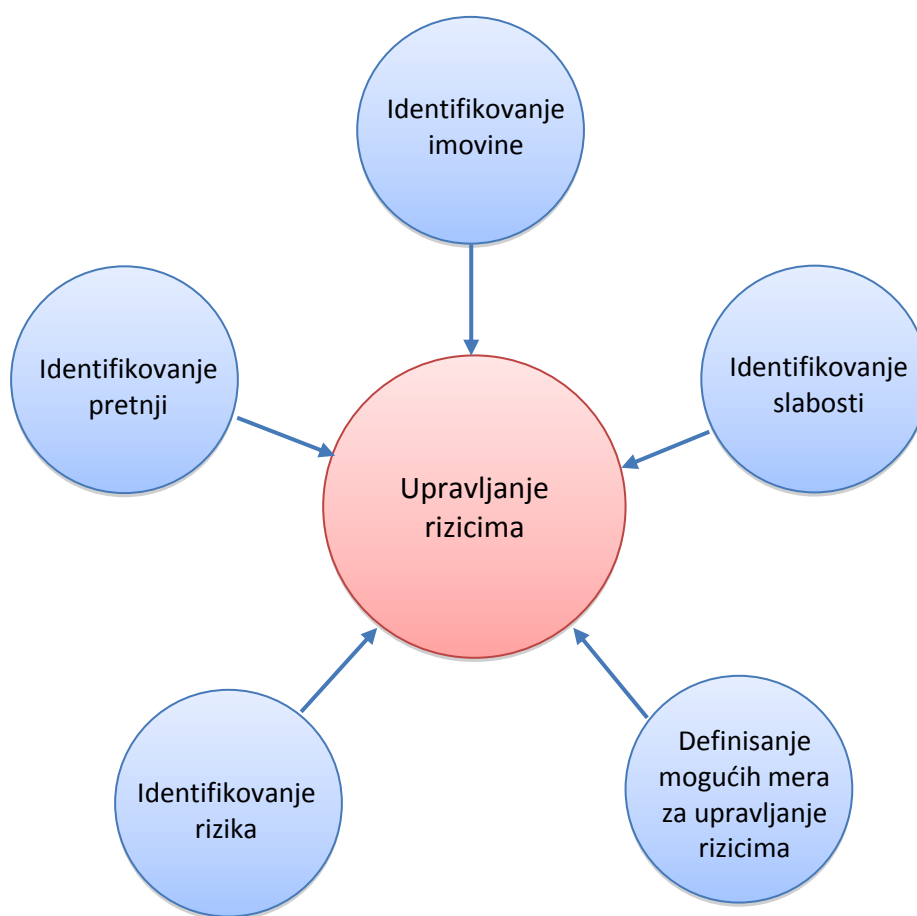 Identifikovanje
imovine
Identifikovanje
pretnji
Identifikovanje
slabosti
Upravljanje
rizicima
Identifikovanje
rizika
Definisanje
mogućih mera
za upravljanje
rizicima